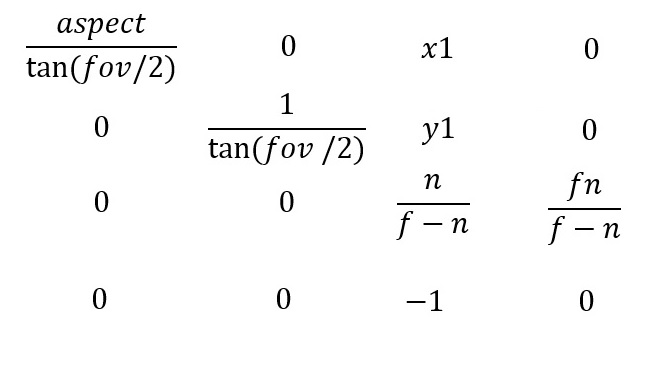 aspect
tan(fov/2) 0 x1 0
0 1
tan(fov /2) y1 0
0 0 n
f − n fn
f − n
0 0 −1 0